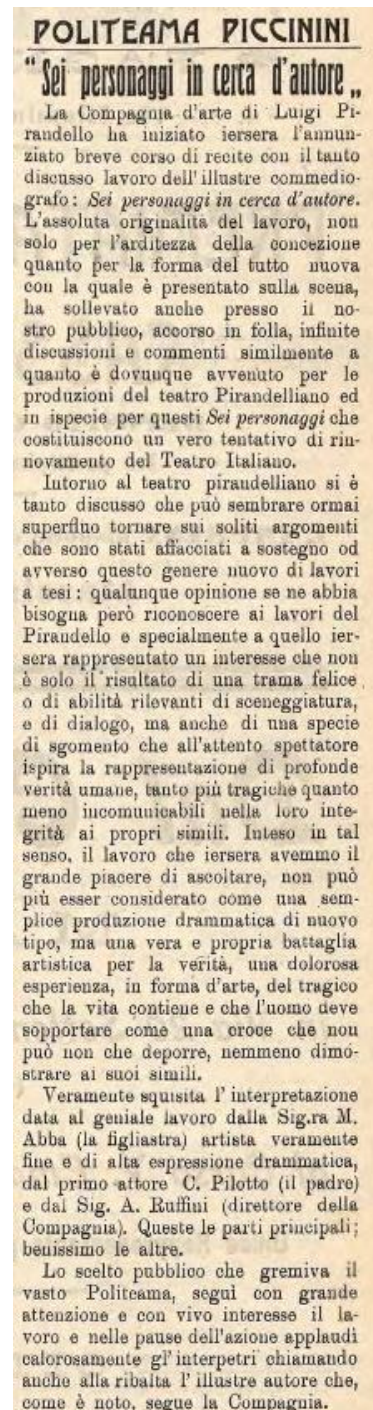 POLITEAMA PICCININI
“ Sei personaggi in cerca d'autore „
La Compagnia d'arte di Luigi Pi-
randello ha iniziato iersera l'annun-
ziato breve corso di recite con il tanto
discusso lavoro dell' illustre commedio-
grafo : Sei personaggi in cerca d'autore.
L'assoluta originalità del lavoro, non
solo per l'arditezza della concezione
quanto per la forma del tutto nuova
con la quale è presentato sulla scena,
ha sollevato anche presso il no-
stro pubblico, accorso in folla, infinite
discussioni e commenti similmente a
quanto è dovunque avvenuto per le
produzioni del teatro Pirandelliano ed
in ispecie per questi Sei personaggi che
costituiscono un vero tentativo di rin-
novamento del Teatro Italiano.
Intorno al teatro pirandelliano si è
tanto discusso che può sembrare ormai
superfluo tornare sui soliti argomenti
che sono stati affacciati a sostegno od
avverso questo genere nuovo di lavori
a tesi : qualunque opinione se ne abbia
bisogna però riconoscere ai lavori del
Pirandello e specialmente a quello ier-
sera rappresentato un interesse che non
è solo il risultato di una trama felice
o di abilità rilevanti di sceneggiatura,
e di dialogo, ma anche di una specie
di sgomento che all'attento spettatore
ispira la rappresentazione di profonde
verità umane, tanto più tragiche quanto
meno incomunicabili nella loro inte-
grità ai propri simili. Inteso in tal
senso, il lavoro che iersera avemmo il
grande piacere di ascoltare, non può
più esser considerato come una sem-
plice produzione drammatica di nuovo
tipo, ma una vera e propria battaglia
artistica per la verità, una dolorosa
esperienza, in forma d'arte, del tragico
che la vita contiene e che l'uomo deve
sopportare come una croce che non
può non che deporre, nemmeno dimo-
strare ai suoi simili.
Veramente squisita l' interpretazione
data al geniale lavoro dalla Sig.ra M.
Abba (la figliastra) artista veramente
fine e di alta espressione drammatica,
dal primo attore C. Pilotto (il padre)
e dal Sig. A. Ruffini (direttore della
Compagnia). Queste le parti principali ;
benissimo le altre.
Lo scelto pubblico che gremiva il
vasto Politeama, seguì con grande
attenzione e con vivo interesse il la-
voro e nelle pause dell'azione applaudì
calorosamente gl' interpetri chiamando
anche alla ribalta l' illustre autore che,
come è noto, segue la Compagnia.